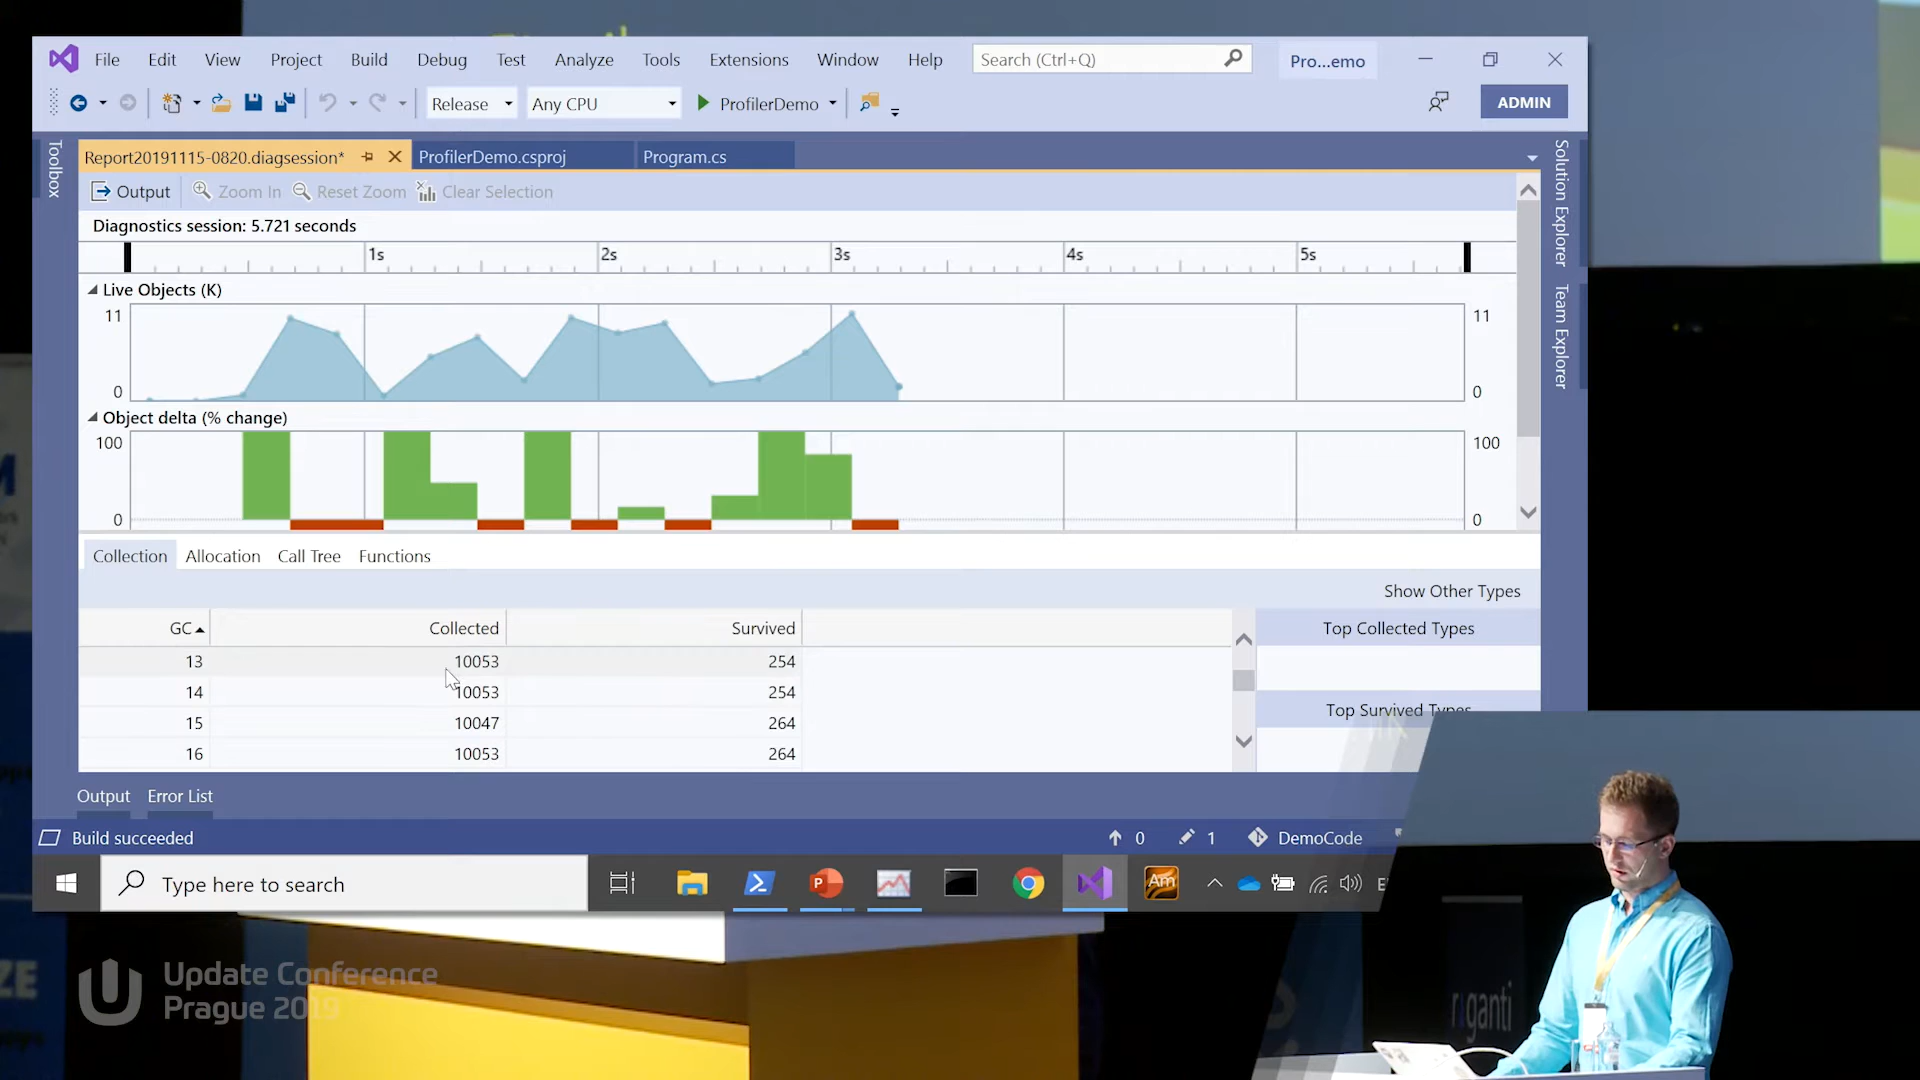 File Edit View Project Build Debug Test Analyze Tools Extensions Window Help Search (Ctrl+Q) Pro...emo
Release Any CPU ProfilerDemo ADMIN
Toolbox
Report20191115-0820.diagsession* ProfilerDemo.csproj Program.cs
Solution Explorer
Team Explorer
Output Zoom In Reset Zoom Clear Selection
Diagnostics session: 5.721 seconds
1s 2s 3s 4s 5s
Live Objects (K)
11 11
0 0
Object delta (% change)
100 100
0 0
Collection Allocation Call Tree Functions
Show Other Types
GC Collected Survived Top Collected Types
13 10053 254
14 10053 254
Top Survived Types
15 10047 264
16 10053 264
Output Error List
Build succeeded 0 1 DemoCode
Type here to search Am
Update Conference
Prague 2019
riganti